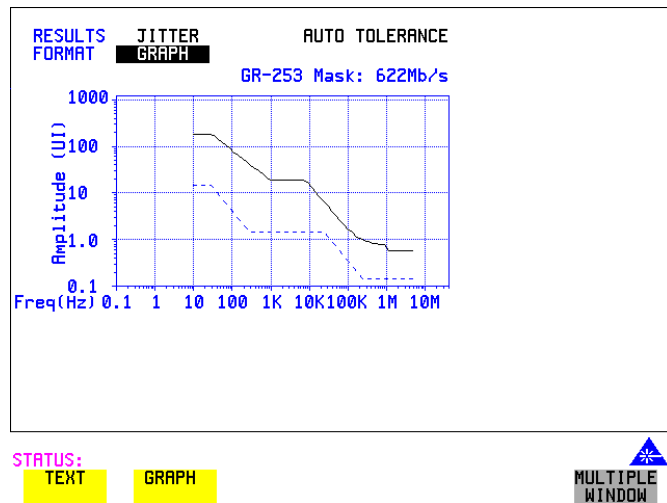 RESULTS JITTER AUTO TOLERANCE
FORMAT GRAPH
GR-253 Mask: 622Mb/s
1000
100
10
1.0
0.1
Amplitude (UI)
Freq(Hz) 0.1 1 10 100 1K 10K 100K 1M 10M
STATUS:
TEXT GRAPH MULTIPLE
WINDOW